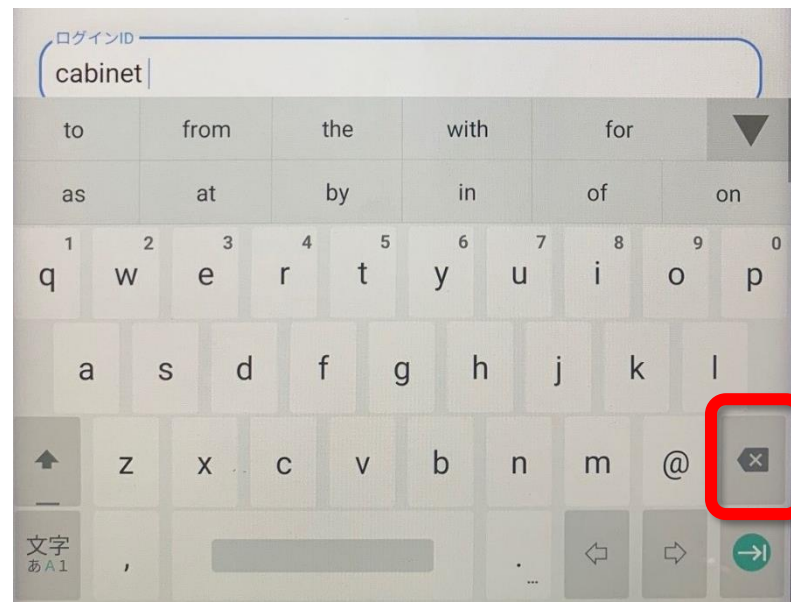 ログインID
cabinet
to from the with for
as at by in of on
1 2 3 4 5 6 7 8 9 0
q w e r t y u i o p
a s d f g h j k l
z x c v b n m @
文字
あA1
, . ...